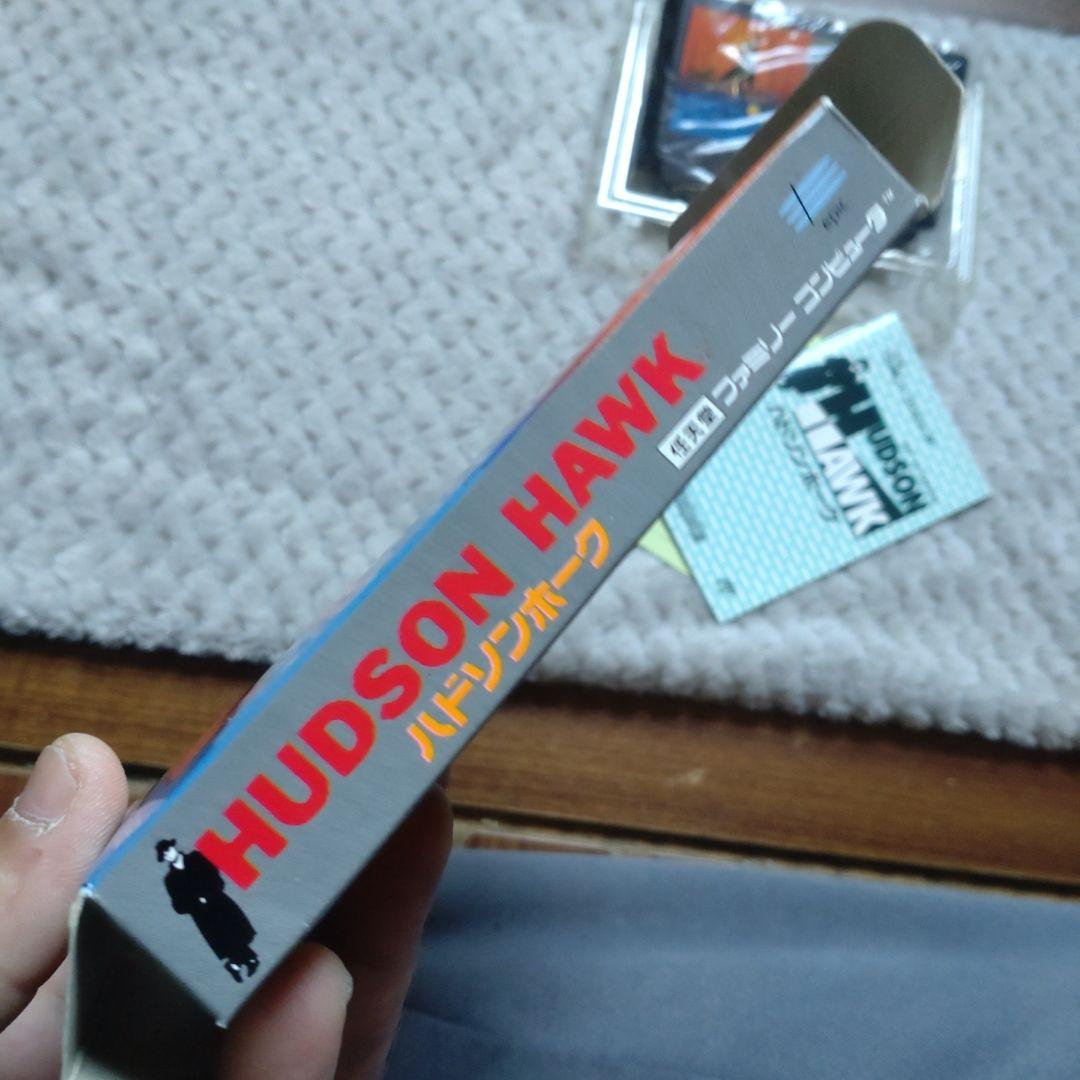 HUDSON HAWK
ハドソンホーク
任天堂 ファミリー コンピュータ™
epic
HUDSON
HAWK
ハドソンホーク